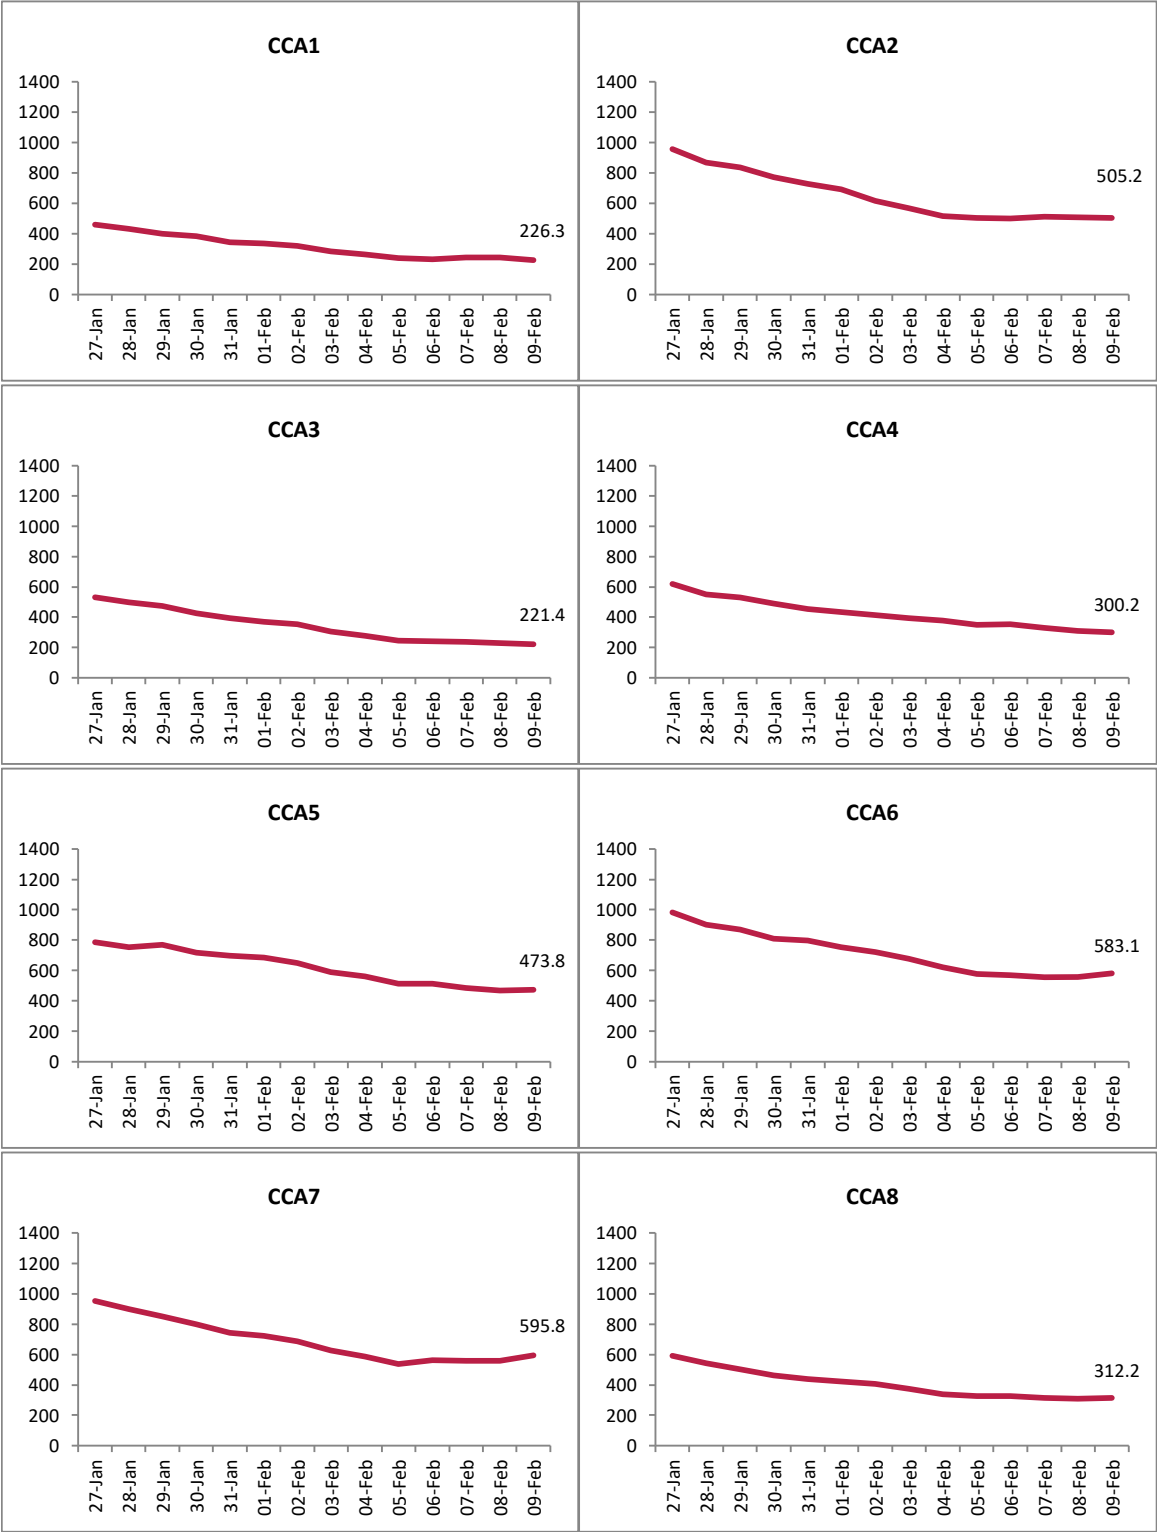 CCA1
1400
1200
1000
800
600
400
200
0
226.3
27-Jan
28-Jan
29-Jan
30-Jan
31-Jan
01-Feb
02-Feb
03-Feb
04-Feb
05-Feb
06-Feb
07-Feb
08-Feb
09-Feb
CCA2
1400
1200
1000
800
600
400
200
0
505.2
27-Jan
28-Jan
29-Jan
30-Jan
31-Jan
01-Feb
02-Feb
03-Feb
04-Feb
05-Feb
06-Feb
07-Feb
08-Feb
09-Feb
CCA3
1400
1200
1000
800
600
400
200
0
221.4
27-Jan
28-Jan
29-Jan
30-Jan
31-Jan
01-Feb
02-Feb
03-Feb
04-Feb
05-Feb
06-Feb
07-Feb
08-Feb
09-Feb
CCA4
1400
1200
1000
800
600
400
200
0
300.2
27-Jan
28-Jan
29-Jan
30-Jan
31-Jan
01-Feb
02-Feb
03-Feb
04-Feb
05-Feb
06-Feb
07-Feb
08-Feb
09-Feb
CCA5
1400
1200
1000
800
600
400
200
0
473.8
27-Jan
28-Jan
29-Jan
30-Jan
31-Jan
01-Feb
02-Feb
03-Feb
04-Feb
05-Feb
06-Feb
07-Feb
08-Feb
09-Feb
CCA6
1400
1200
1000
800
600
400
200
0
583.1
27-Jan
28-Jan
29-Jan
30-Jan
31-Jan
01-Feb
02-Feb
03-Feb
04-Feb
05-Feb
06-Feb
07-Feb
08-Feb
09-Feb
CCA7
1400
1200
1000
800
600
400
200
0
595.8
27-Jan
28-Jan
29-Jan
30-Jan
31-Jan
01-Feb
02-Feb
03-Feb
04-Feb
05-Feb
06-Feb
07-Feb
08-Feb
09-Feb
CCA8
1400
1200
1000
800
600
400
200
0
312.2
27-Jan
28-Jan
29-Jan
30-Jan
31-Jan
01-Feb
02-Feb
03-Feb
04-Feb
05-Feb
06-Feb
07-Feb
08-Feb
09-Feb